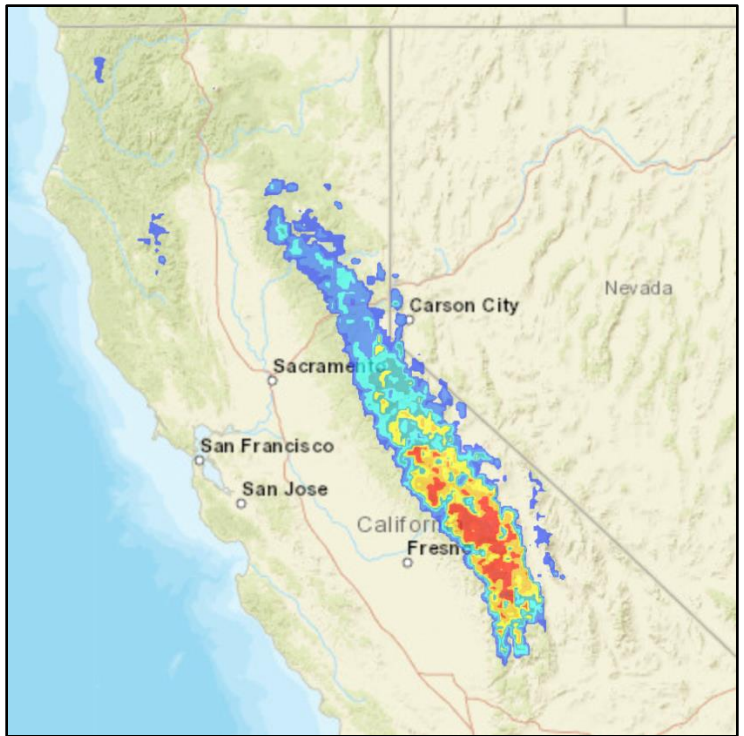 Nevada
Carson City
Sacramento
San Francisco
San Jose
California
Fresno